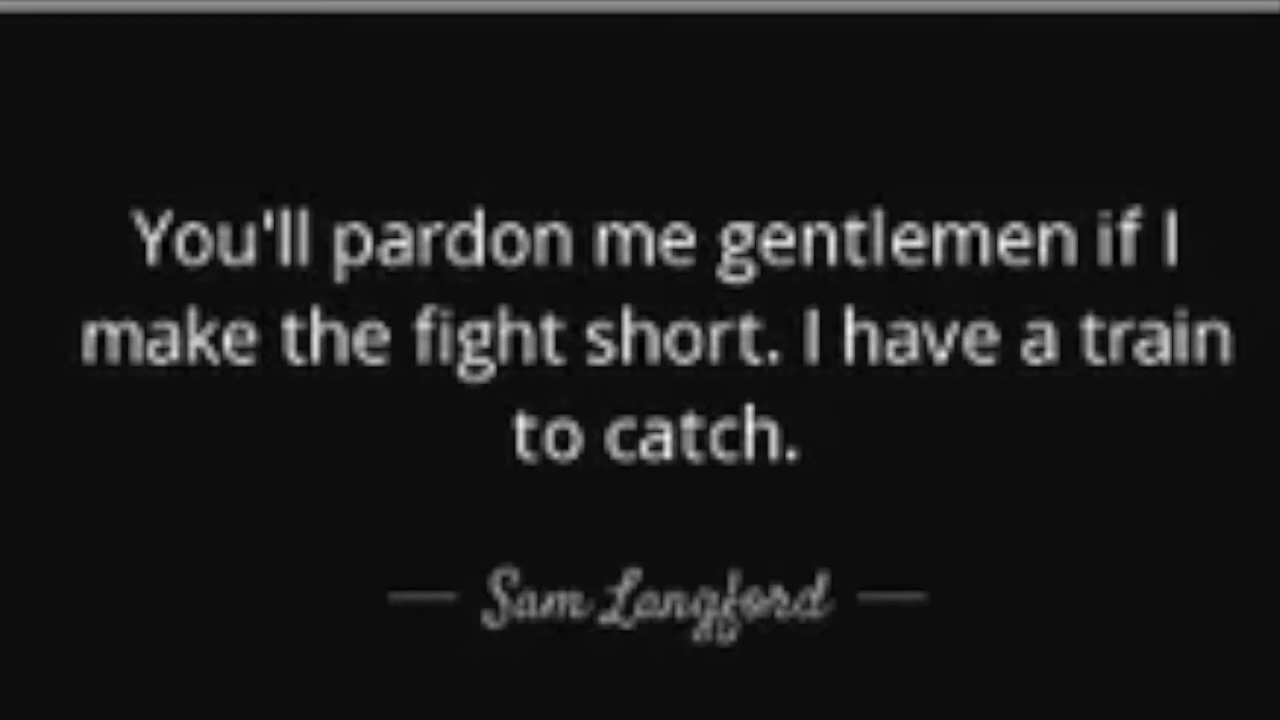 You'll pardon me gentlemen if I
make the fight short. I have a train
to catch.
— Sam Langford —